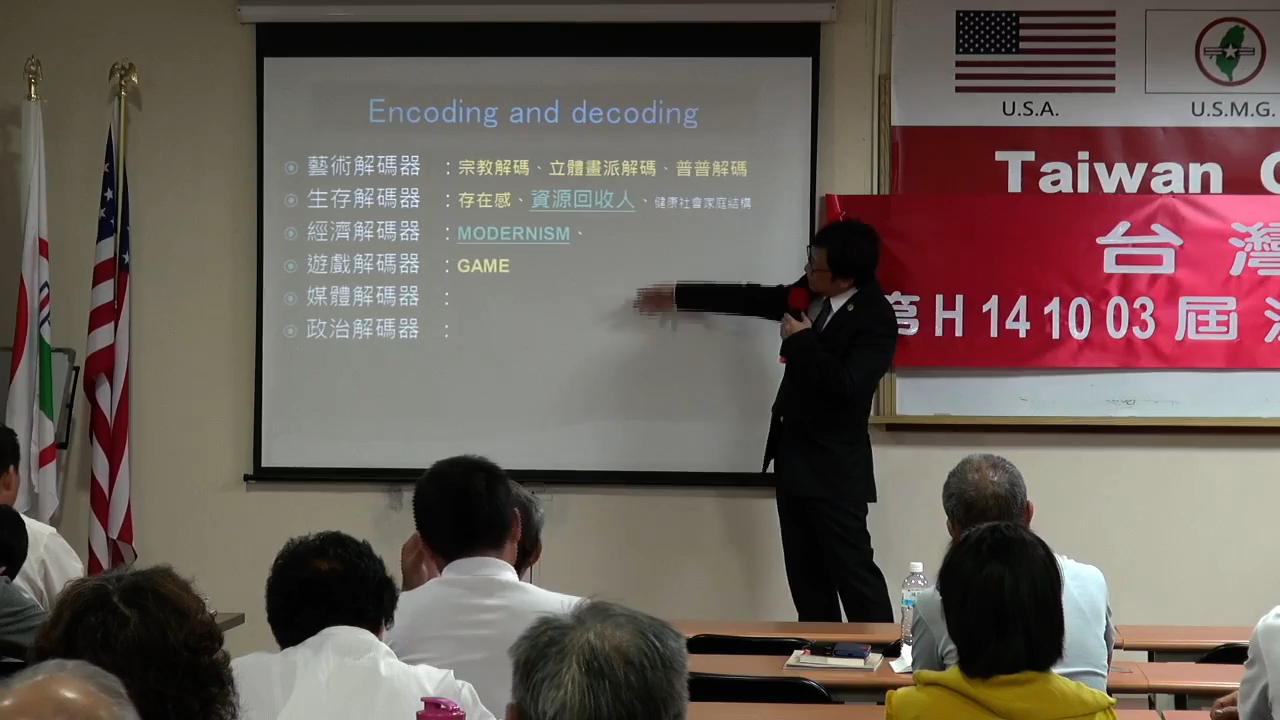 Encoding and decoding
藝術解碼器 ：宗教解碼、立體畫派解碼、普普解碼
生存解碼器 ：存在感、資源回收人、健康社會家庭結構
經濟解碼器 ：MODERNISM、
遊戲解碼器 ：GAME
媒體解碼器 ：
政治解碼器 ：
U.S.A.
U.S.M.G.
Taiwan C
台灣
第H 14 10 03 屆